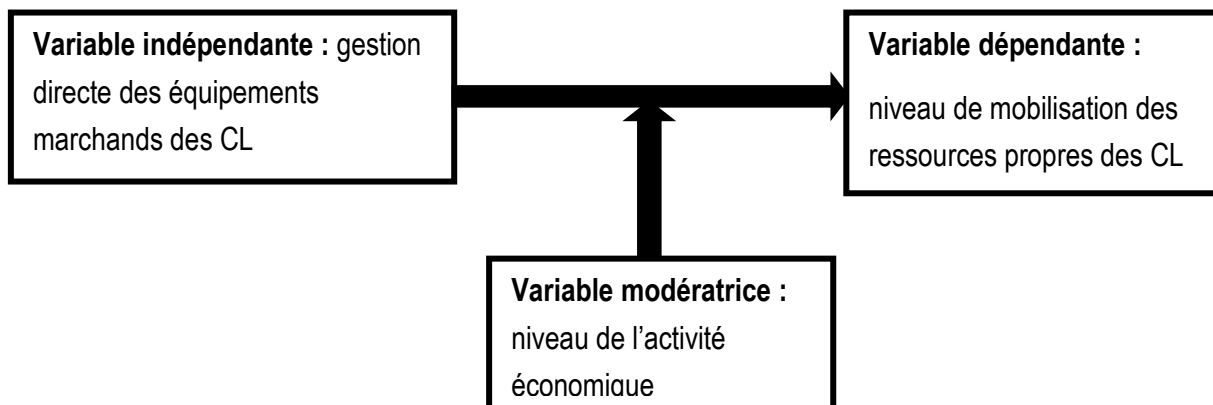 Variable indépendante : gestion
directe des équipements
marchands des CL
Variable dépendante :
niveau de mobilisation des
ressources propres des CL
Variable modératrice :
niveau de l’activité
économique